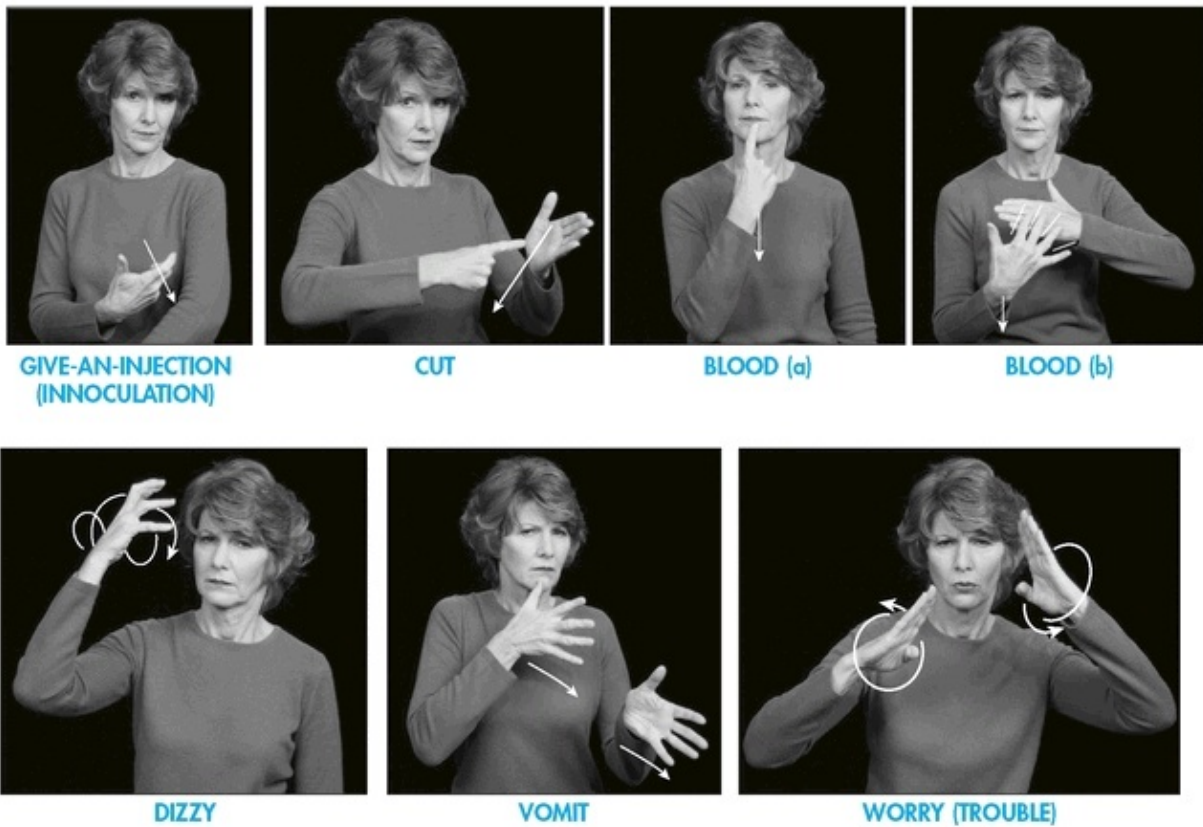 GIVE-AN-INJECTION
(INNOCULATION)
CUT
BLOOD (a)
BLOOD (b)
DIZZY
VOMIT
WORRY (TROUBLE)